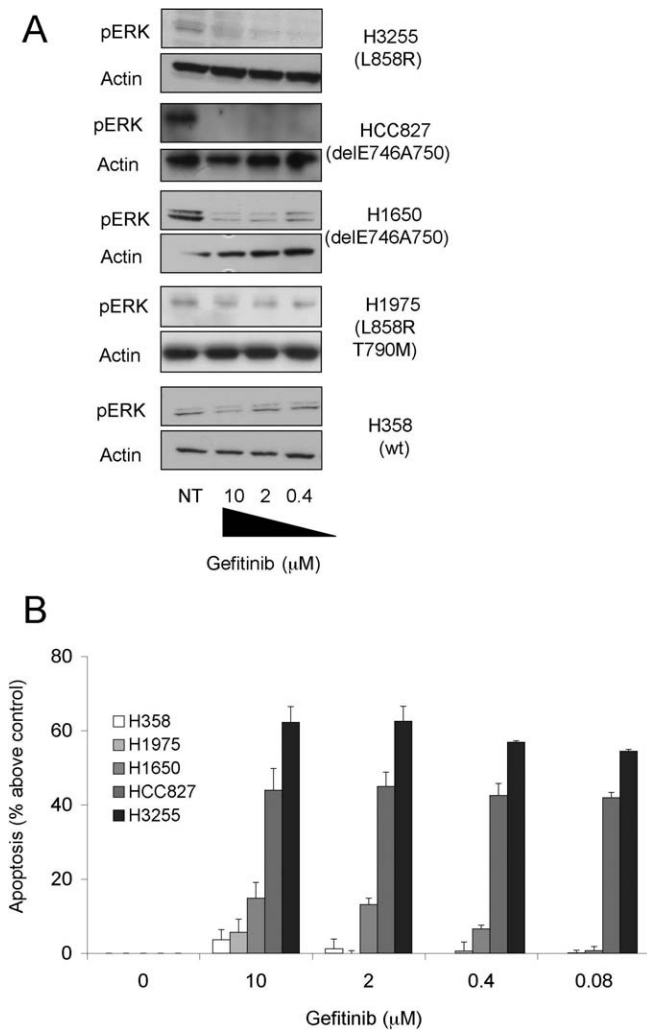 A
pERK
Actin
H3255
(L858R)
pERK
Actin
HCC827
(delE746A750)
pERK
Actin
H1650
(delE746A750)
pERK
Actin
H1975
(L858R
T790M)
pERK
Actin
H358
(wt)
NT 10 2 0.4
Gefitinib (μM)
B
Apoptosis (% above control)
80
60
40
20
0
H358
H1975
H1650
HCC827
H3255
0 10 2 0.4 0.08
Gefitinib (μM)